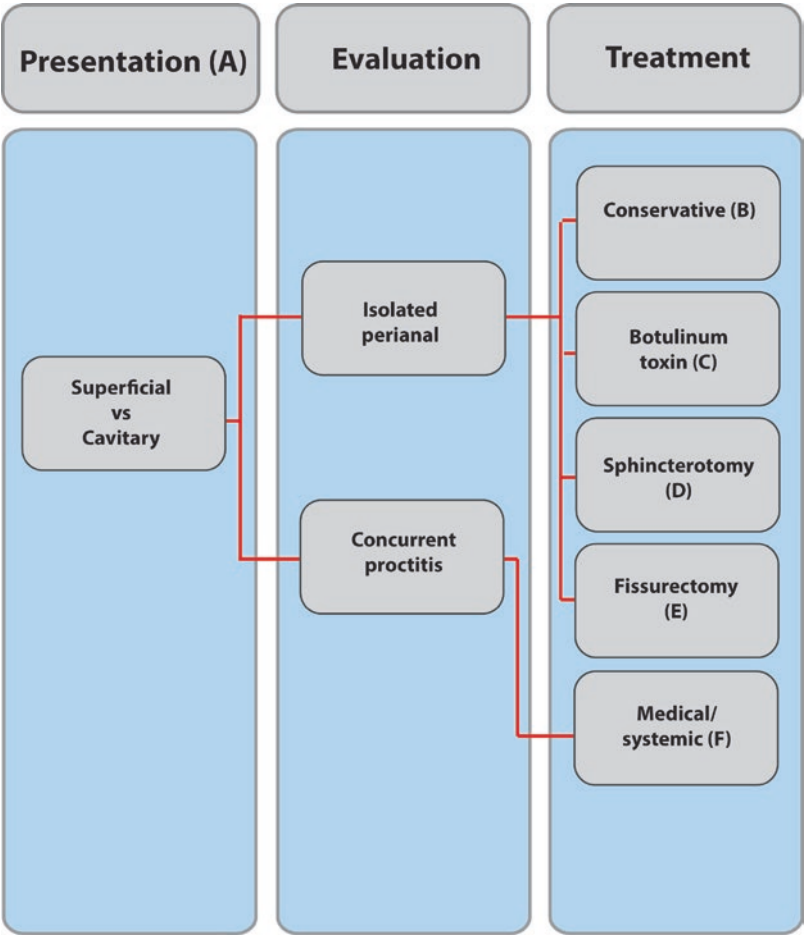 Presentation (A)
Evaluation
Treatment
Superficial
vs
Cavitary
Isolated
perianal
Concurrent
proctitis
Conservative (B)
Botulinum
toxin (C)
Sphincterotomy
(D)
Fissurectomy
(E)
Medical/
systemic (F)